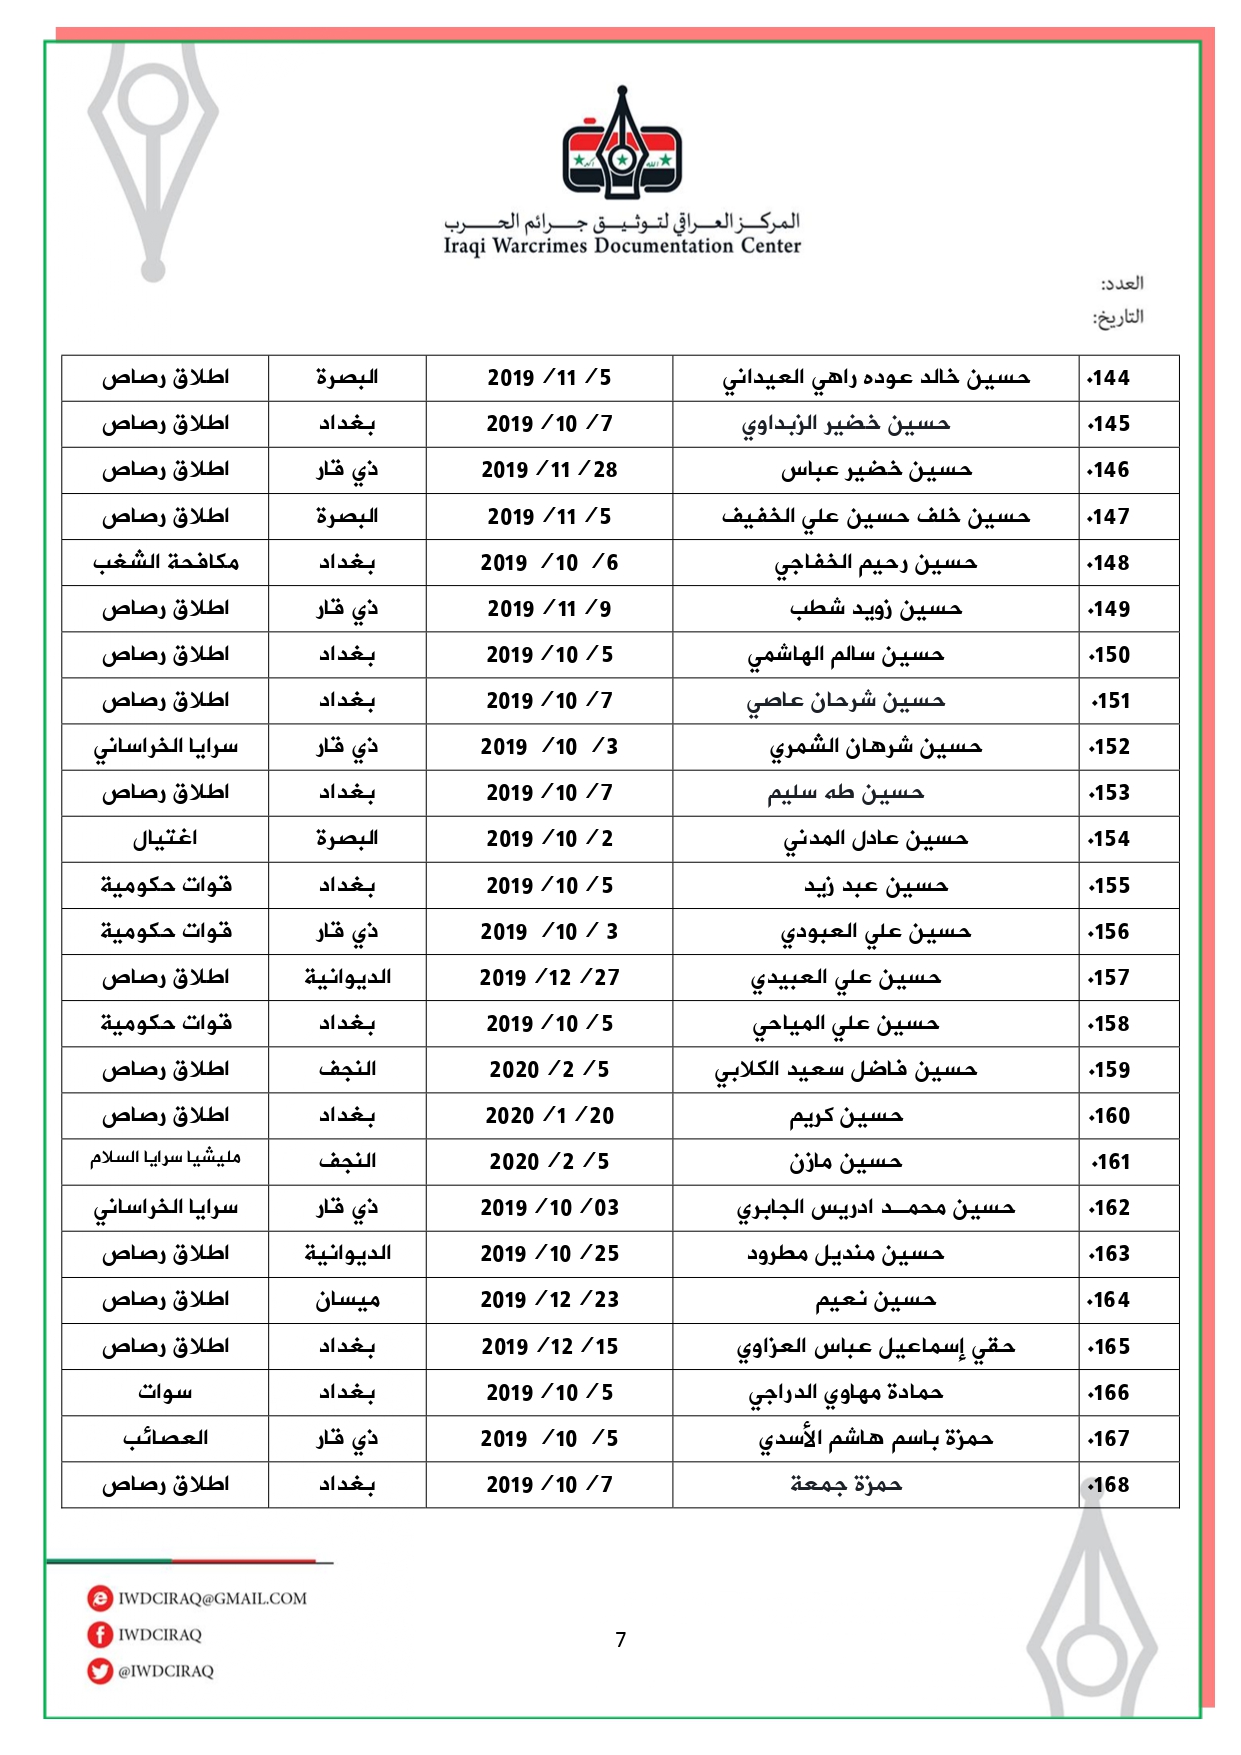 المركز العراقي لتوثيق جرائم الحرب
Iraqi Warcrimes Documentation Center
العدد:
التاريخ:
144. حسين خالد عوده راهي العيداني 5/ 11/ 2019 البصرة اطلاق رصاص
145. حسين خضير الزبداوي 7/ 10/ 2019 بغداد اطلاق رصاص
146. حسين خضير عباس 28/ 11/ 2019 ذي قار اطلاق رصاص
147. حسين خلف حسين علي الخفيف 5/ 11/ 2019 البصرة اطلاق رصاص
148. حسين رحيم الخفاجي 6/ 10/ 2019 بغداد مكافحة الشغب
149. حسين زويد شطب 9/ 11/ 2019 ذي قار اطلاق رصاص
150. حسين سالم الهاشمي 5/ 10/ 2019 بغداد اطلاق رصاص
151. حسين شرحان عاصي 7/ 10/ 2019 بغداد اطلاق رصاص
152. حسين شرهان الشمري 3/ 10/ 2019 ذي قار سرايا الخراساني
153. حسين طه سليم 7/ 10/ 2019 بغداد اطلاق رصاص
154. حسين عادل المدني 2/ 10/ 2019 البصرة اغتيال
155. حسين عبد زيد 5/ 10/ 2019 بغداد قوات حكومية
156. حسين علي العبودي 3 / 10/ 2019 ذي قار قوات حكومية
157. حسين علي العبيدي 27/ 12/ 2019 الديوانية اطلاق رصاص
158. حسين علي المياحي 5/ 10/ 2019 بغداد قوات حكومية
159. حسين فاضل سعيد الكلابي 5/ 2/ 2020 النجف اطلاق رصاص
160. حسين كريم 20/ 1/ 2020 بغداد اطلاق رصاص
161. حسين مازن 5/ 2/ 2020 النجف مليشيا سرايا السلام
162. حسين محمـد ادريس الجابري 03/ 10/ 2019 ذي قار سرايا الخراساني
163. حسين منديل مطرود 25/ 10/ 2019 الديوانية اطلاق رصاص
164. حسين نعيم 23/ 12/ 2019 ميسان اطلاق رصاص
165. حقي إسماعيل عباس العزاوي 15/ 12/ 2019 بغداد اطلاق رصاص
166. حمادة مهاوي الدراجي 5/ 10/ 2019 بغداد سوات
167. حمزة باسم هاشم الأسدي 5/ 10/ 2019 ذي قار العصائب
168. حمزة جمعة 7/ 10/ 2019 بغداد اطلاق رصاص
IWDCIRAQ@GMAIL.COM
IWDCIRAQ
@IWDCIRAQ
7